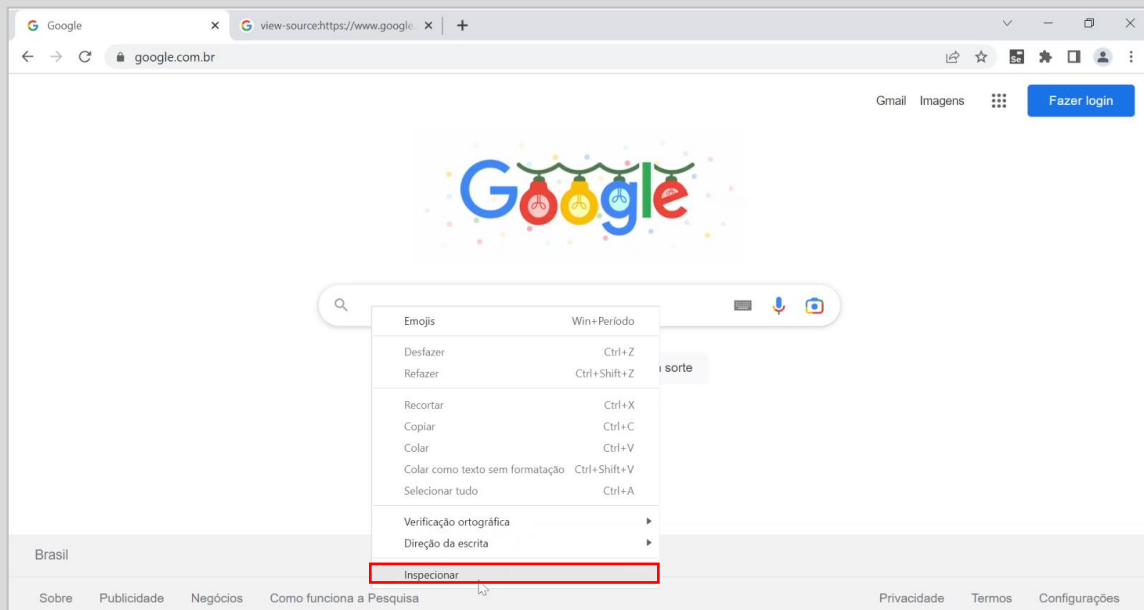 Google
view-source:https://www.google.
google.com.br
Se
Gmail Imagens
Fazer login
Google
Emojis Win+Período
Desfazer Ctrl+Z
Refazer Ctrl+Shift+Z
sorte
Recortar Ctrl+X
Copiar Ctrl+C
Colar Ctrl+V
Colar como texto sem formatação Ctrl+Shift+V
Selecionar tudo Ctrl+A
Verificação ortográfica
Direção da escrita
Inspecionar
Brasil
Sobre Publicidade Negócios Como funciona a Pesquisa Privacidade Termos Configurações